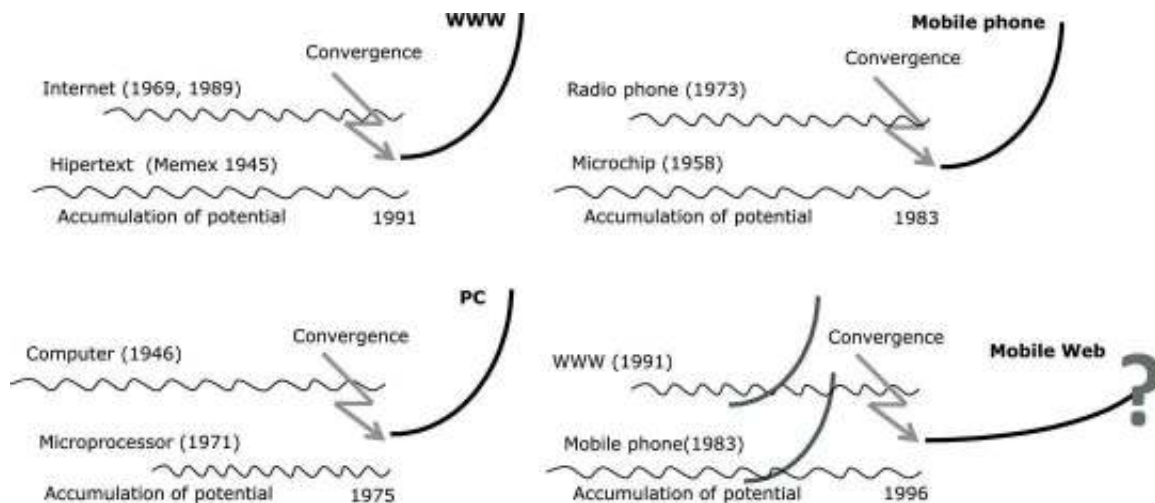 WWW
Convergence
Internet (1969, 1989)
Hipertext (Memex 1945)
Accumulation of potential 1991
Mobile phone
Convergence
Radio phone (1973)
Microchip (1958)
Accumulation of potential 1983
PC
Convergence
Computer (1946)
Microprocessor (1971)
Accumulation of potential 1975
Convergence
WWW (1991)
Mobile Web
?
Mobile phone(1983)
Accumulation of potential 1996